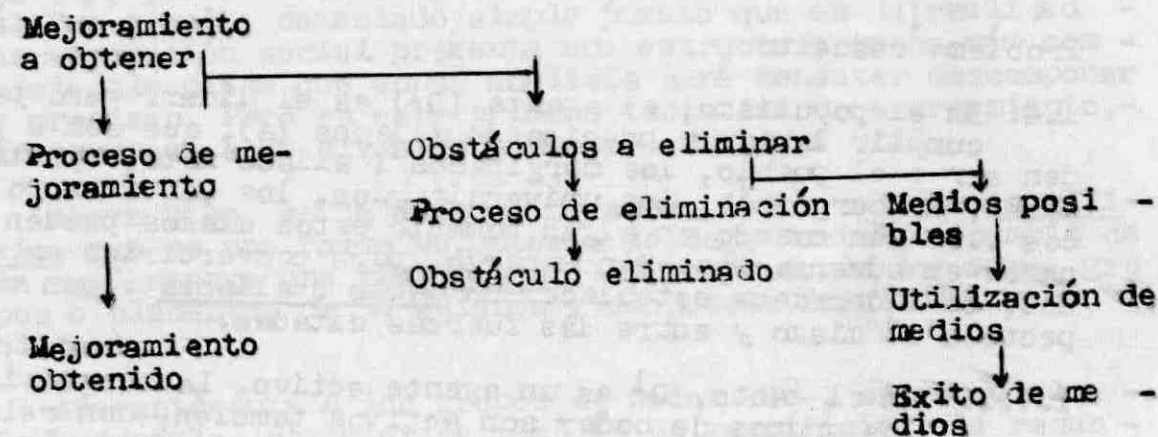 Mejoramiento
a obtener
Proceso de me-
joramiento
Mejoramiento
obtenido
Obstáculos a eliminar
Proceso de eliminación
Obstáculo eliminado
Medios posi -
bles
Utilización de
medios
Exito de me -
dios